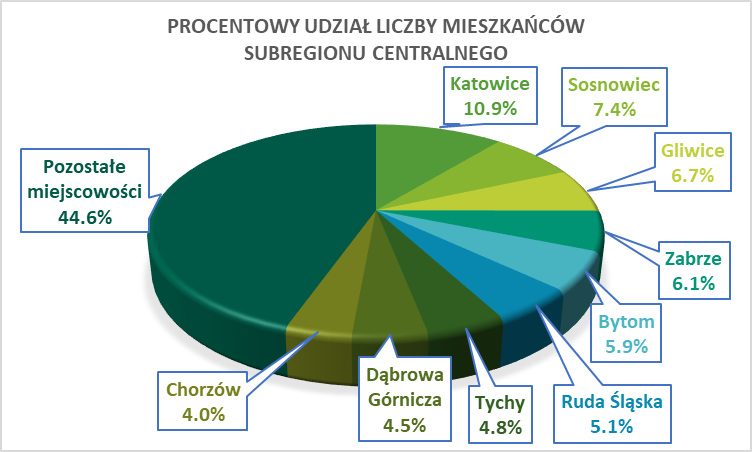 PROCENTOWY UDZIAŁ LICZBY MIESZKAŃCÓW
SUBREGIONU CENTRALNEGO
Katowice
10.9%
Sosnowiec
7.4%
Gliwice
6.7%
Zabrze
6.1%
Bytom
5.9%
Ruda Śląska
5.1%
Tychy
4.8%
Dąbrowa
Górnicza
4.5%
Chorzów
4.0%
Pozostałe
miejscowości
44.6%